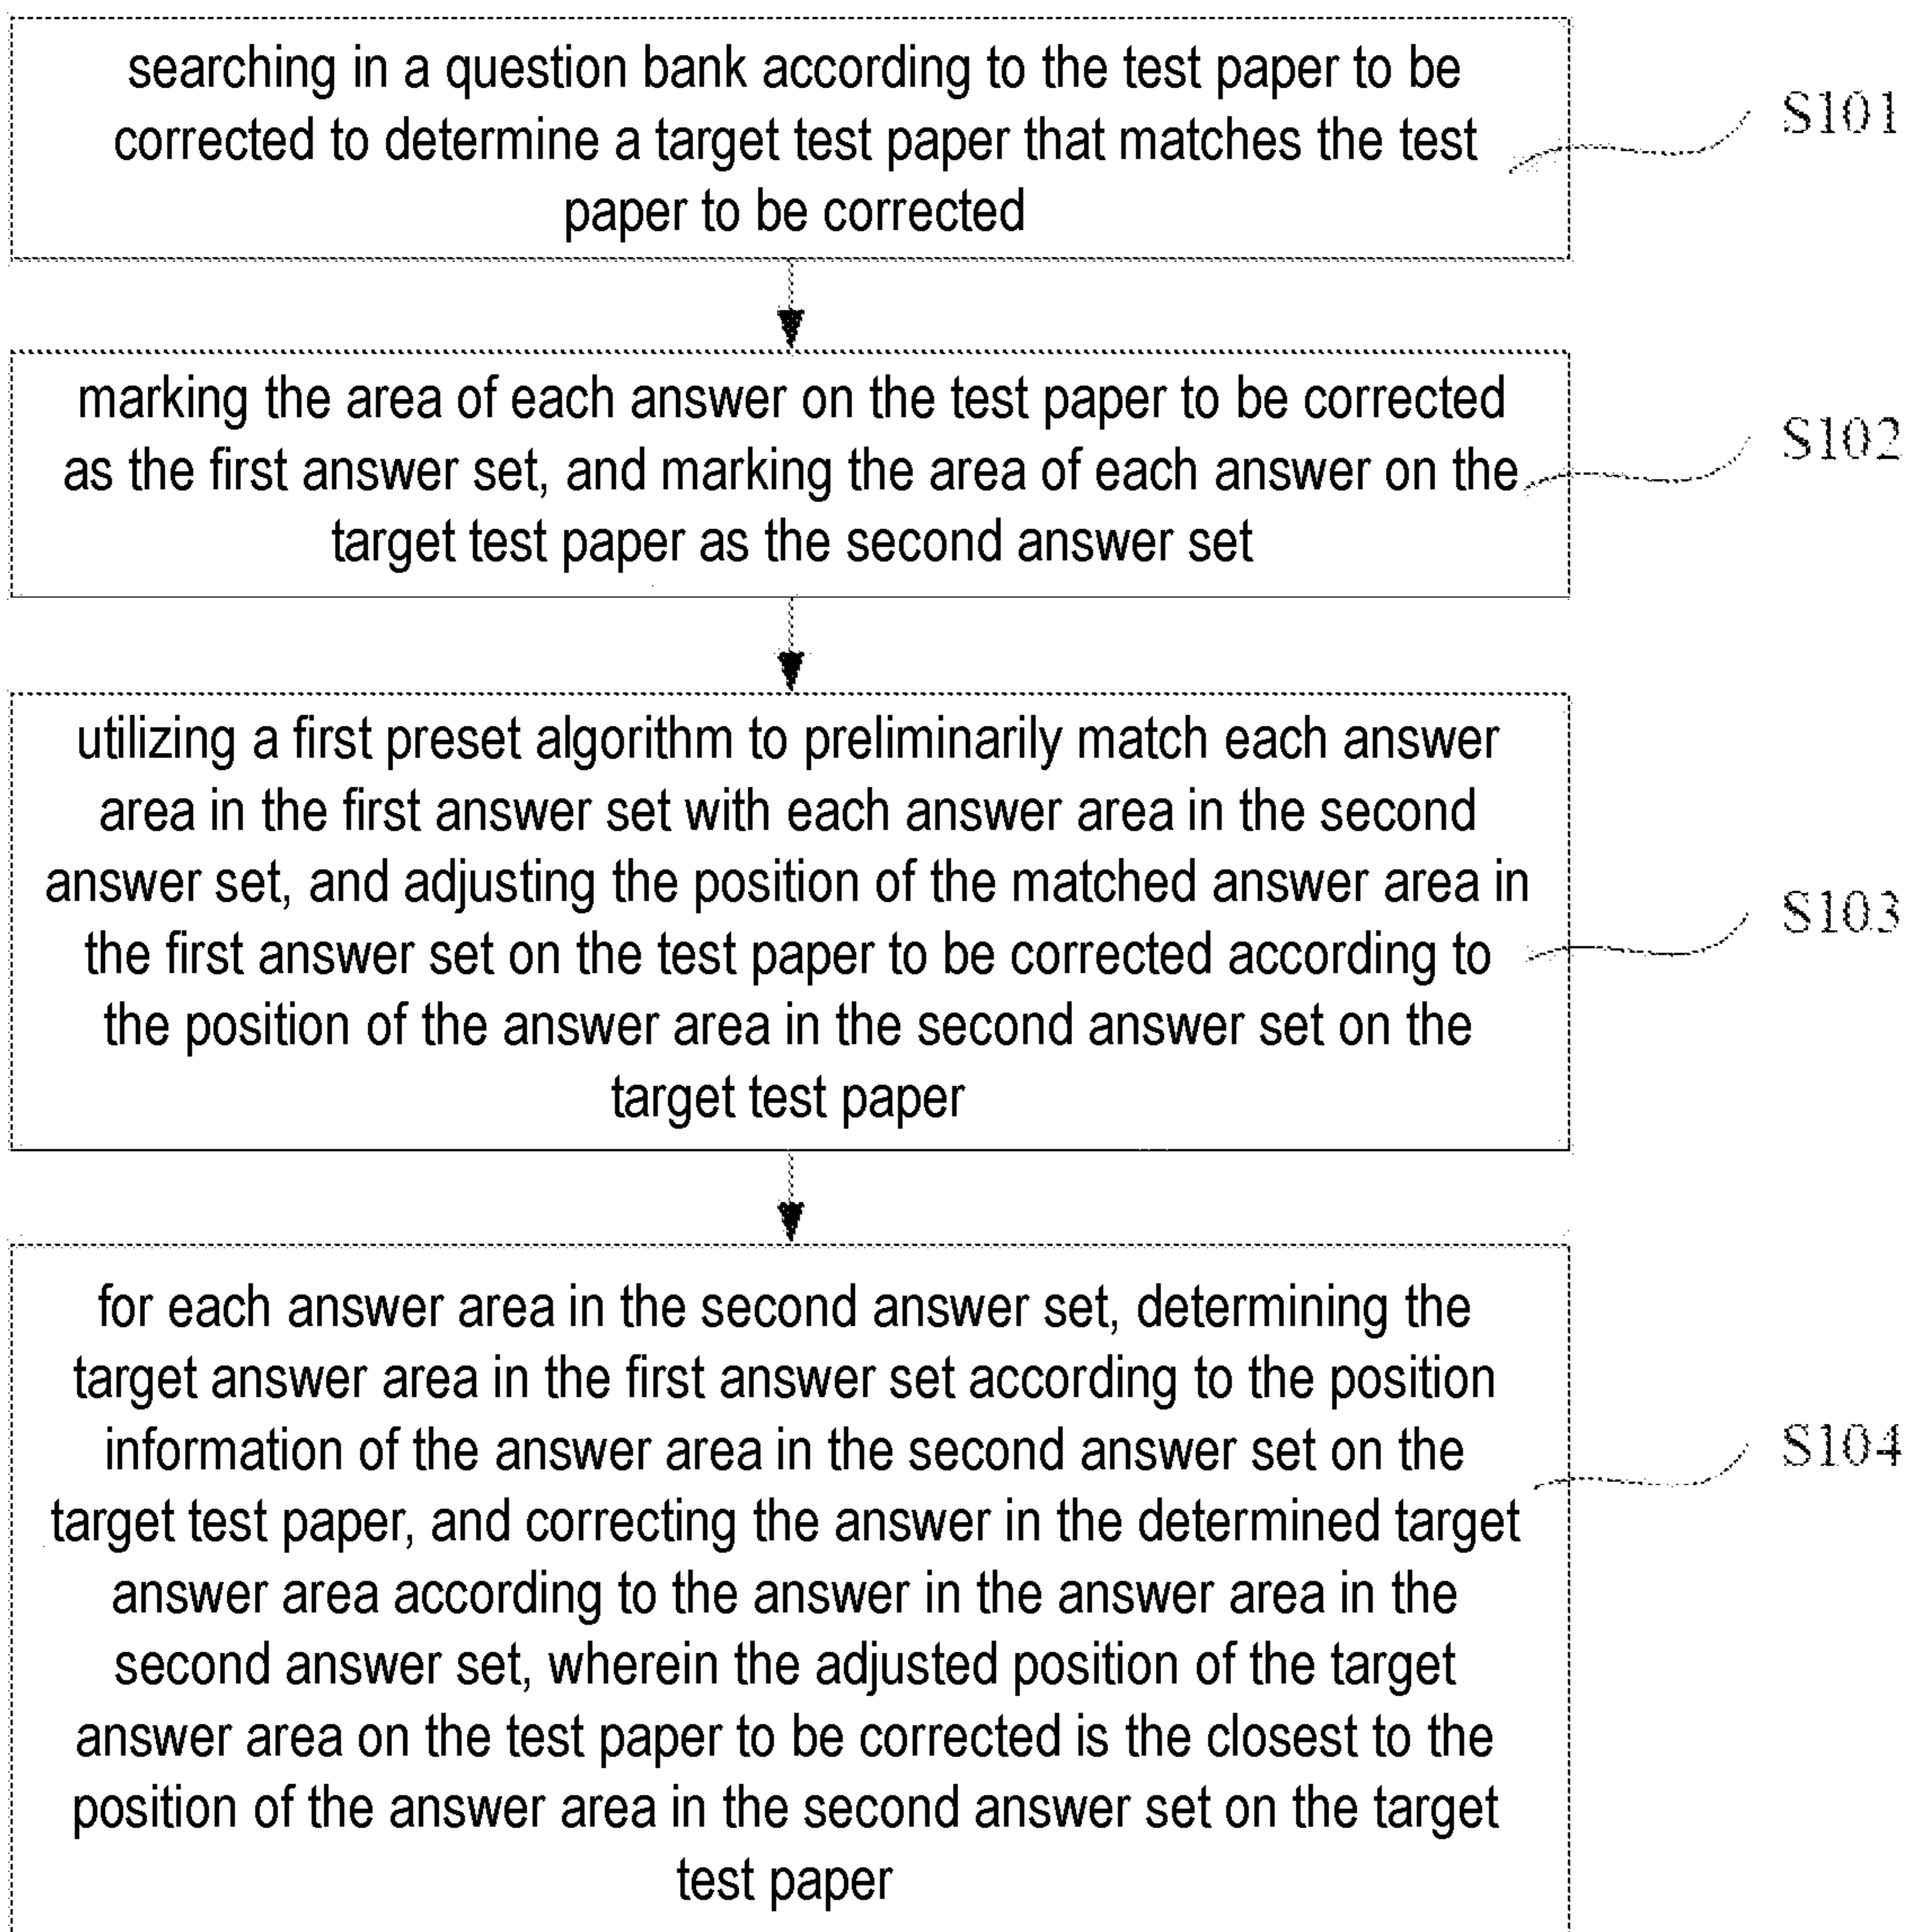 searching in a question bank according to the test paper to be
corrected to determine a target test paper that matches the test
paper to be corrected
S101
marking the area of each answer on the test paper to be corrected
as the first answer set, and marking the area of each answer on the
target test paper as the second answer set
S102
utilizing a first preset algorithm to preliminarily match each answer
area in the first answer set with each answer area in the second
answer set, and adjusting the position of the matched answer area in
the first answer set on the test paper to be corrected according to
the position of the answer area in the second answer set on the
target test paper
S103
for each answer area in the second answer set, determining the
target answer area in the first answer set according to the position
information of the answer area in the second answer set on the
target test paper, and correcting the answer in the determined target
answer area according to the answer in the answer area in the
second answer set, wherein the adjusted position of the target
answer area on the test paper to be corrected is the closest to the
position of the answer area in the second answer set on the target
test paper
S104